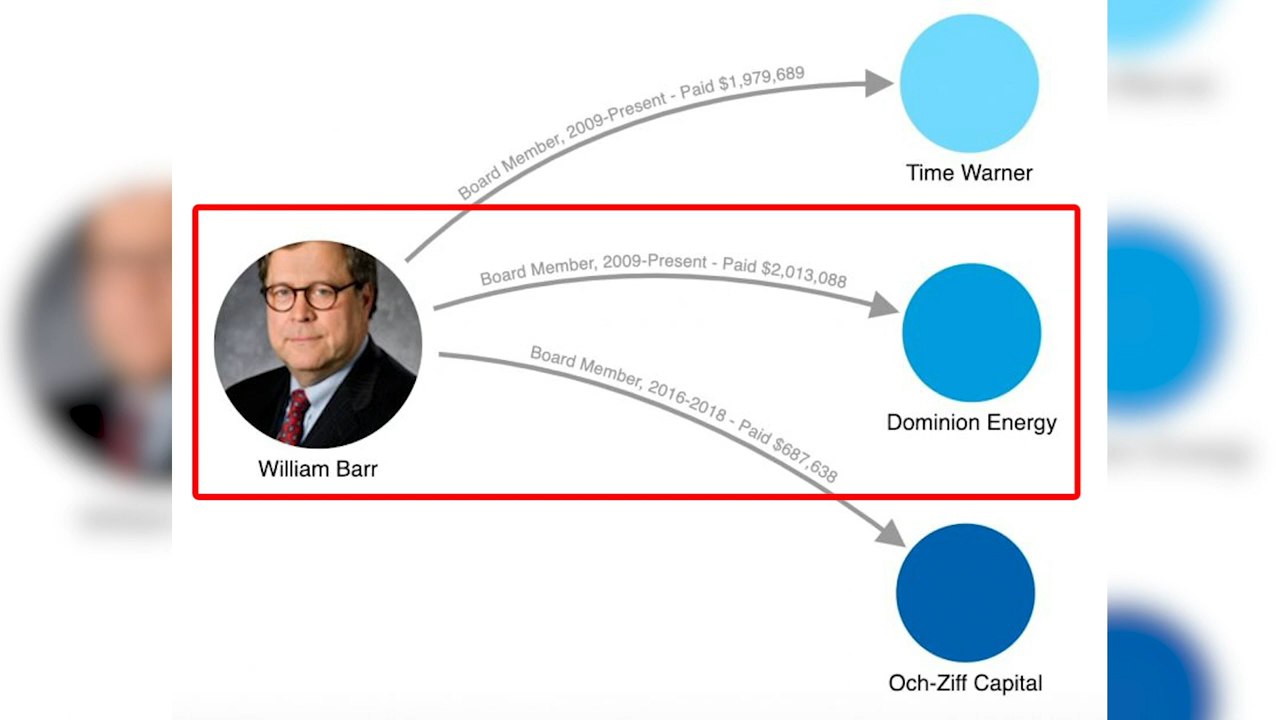 Board Member, 2009-Present - Paid $1,979,689
Time Warner
Board Member, 2009-Present - Paid $2,013,088
Dominion Energy
Board Member, 2016-2018 - Paid $687,638
William Barr
Och-Ziff Capital